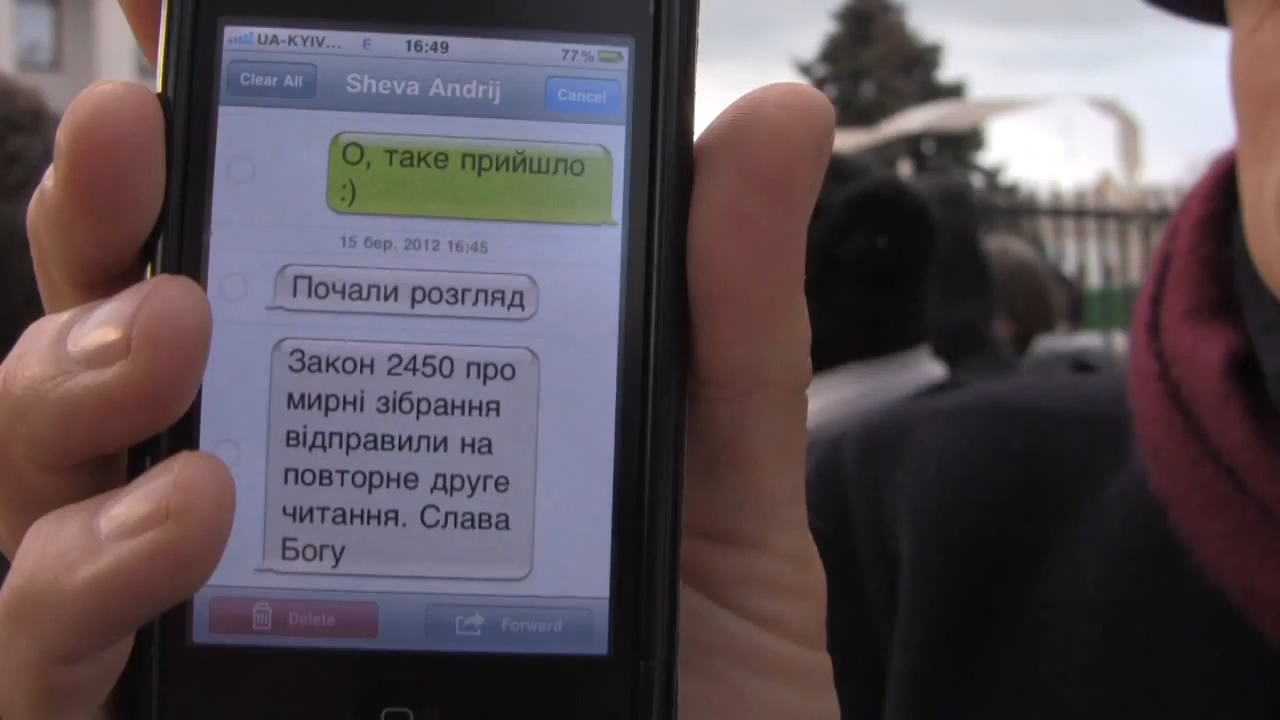 UA-KYIV... E 16:49 77%
Clear All Sheva Andrij Cancel
О, таке прийшло
:)
15 бер. 2012 16:45
Почали розгляд
Закон 2450 про
мирні зібрання
відправили на
повторне друге
читання. Слава
Богу
Delete Forward